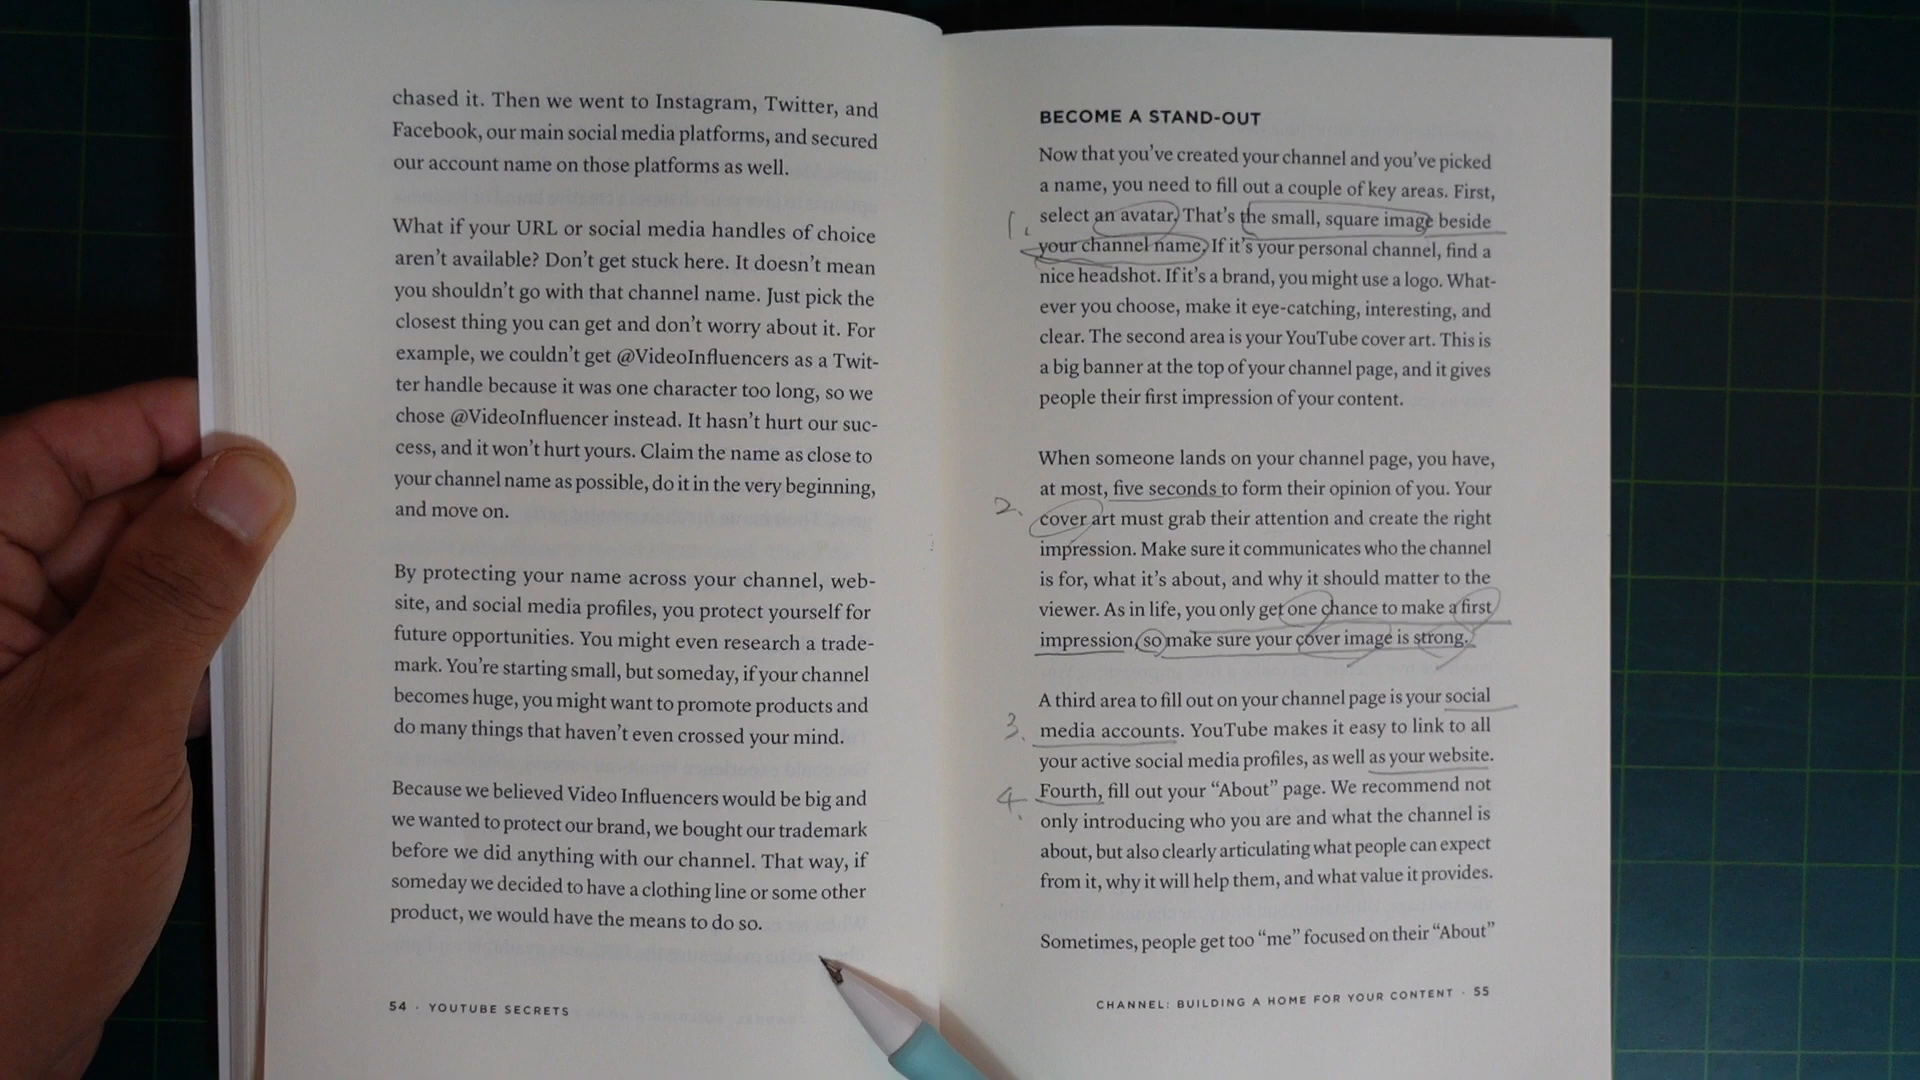 chased it. Then we went to Instagram, Twitter, and
Facebook, our main social media platforms, and secured
our account name on those platforms as well.
What if your URL or social media handles of choice
aren't available? Don't get stuck here. It doesn't mean
you shouldn't go with that channel name. Just pick the
closest thing you can get and don't worry about it. For
example, we couldn't get @VideoInfluencers as a Twit-
ter handle because it was one character too long, so we
chose @VideoInfluencer instead. It hasn't hurt our suc-
cess, and it won't hurt yours. Claim the name as close to
your channel name as possible, do it in the very beginning,
and move on.
By protecting your name across your channel, web-
site, and social media profiles, you protect yourself for
future opportunities. You might even research a trade-
mark. You're starting small, but someday, if your channel
becomes huge, you might want to promote products and
do many things that haven't even crossed your mind.
Because we believed Video Influencers would be big and
we wanted to protect our brand, we bought our trademark
before we did anything with our channel. That way, if
someday we decided to have a clothing line or some other
product, we would have the means to do so.
54 · YOUTUBE SECRETS
BECOME A STAND-OUT
Now that you've created your channel and you've picked
a name, you need to fill out a couple of key areas. First,
1. select an avatar. That's the small, square image beside
your channel name. If it's your personal channel, find a
nice headshot. If it's a brand, you might use a logo. What-
ever you choose, make it eye-catching, interesting, and
clear. The second area is your YouTube cover art. This is
a big banner at the top of your channel page, and it gives
people their first impression of your content.
When someone lands on your channel page, you have,
at most, five seconds to form their opinion of you. Your
2. cover art must grab their attention and create the right
impression. Make sure it communicates who the channel
is for, what it's about, and why it should matter to the
viewer. As in life, you only get one chance to make a first
impression, so make sure your cover image is strong.
A third area to fill out on your channel page is your social
3. media accounts. YouTube makes it easy to link to all
your active social media profiles, as well as your website.
4. Fourth, fill out your "About" page. We recommend not
only introducing who you are and what the channel is
about, but also clearly articulating what people can expect
from it, why it will help them, and what value it provides.
Sometimes, people get too "me" focused on their "About"
CHANNEL: BUILDING A HOME FOR YOUR CONTENT · 55